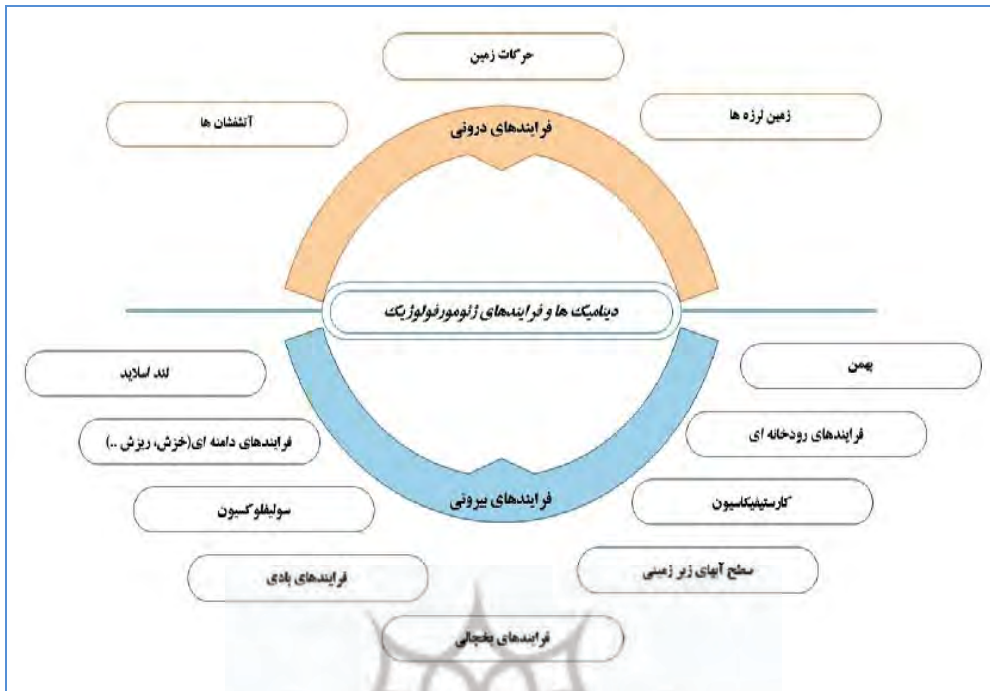 حرکات زمین
زمین لرزه ها
آتشفشان ها
فرایندهای درونی
دینامیک ها و فرایندهای ژئومورفولوژیک
بهمن
لند اسلاید
فرایندهای رودخانه ای
فرایندهای دامنه ای(خزش، ریزش ..)
فرایندهای بیرونی
کارستیفیکاسیون
سولیفلوکسیون
سطح آبهای زیر زمینی
فرایندهای بادی
فرایندهای یخچالی